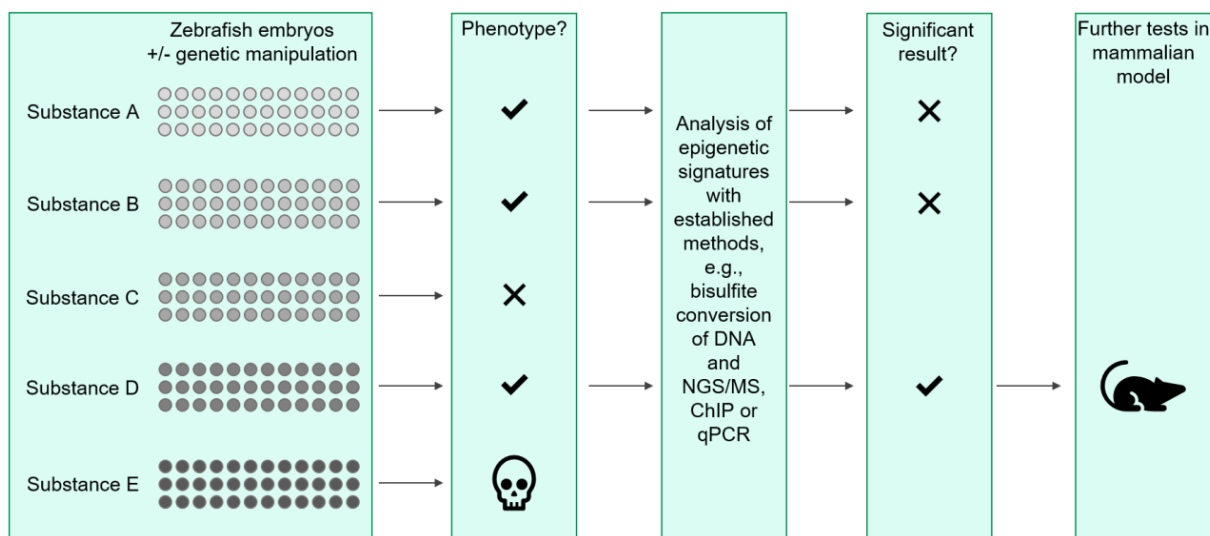 Zebrafish embryos
+/- genetic manipulation
Phenotype?
Significant
result?
Further tests in
mammalian
model
Substance A
Substance B
Substance C
Substance D
Substance E
Analysis of
epigenetic
signatures
with
established
methods,
e.g.,
bisulfite
conversion
of DNA
and
NGS/MS,
ChIP or
qPCR